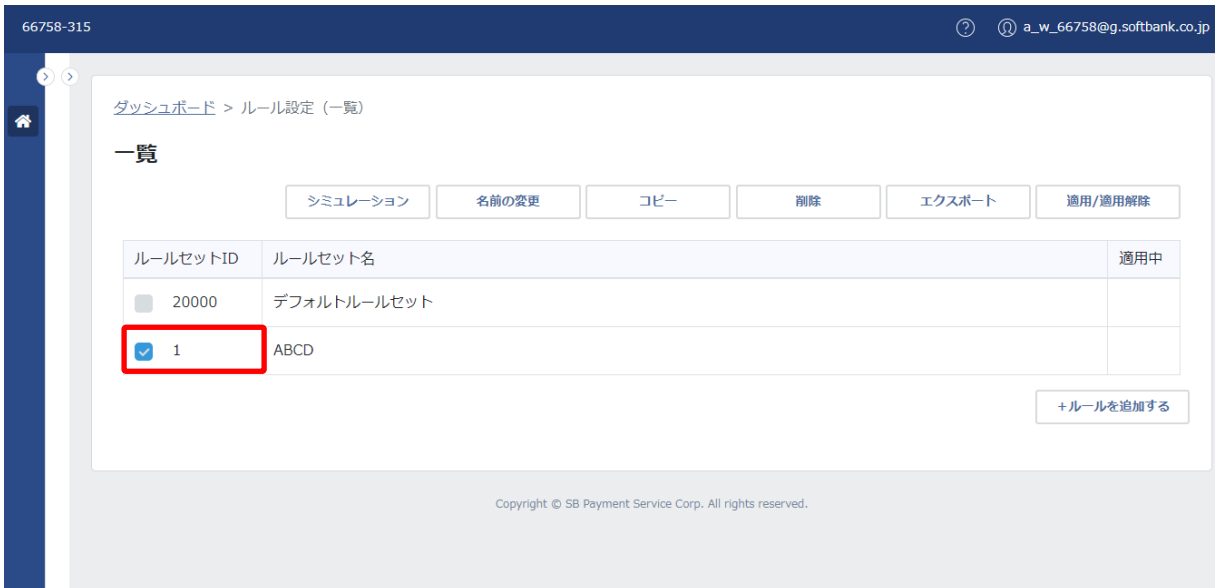 66758-315
a_w_66758@g.softbank.co.jp
ダッシュボード > ルール設定（一覧）
一覧
シミュレーション 名前の変更 コピー 削除 エクスポート 適用/適用解除
ルールセットID ルールセット名 適用中
20000 デフォルトルールセット
1 ABCD
+ルールを追加する
Copyright © SB Payment Service Corp. All rights reserved.